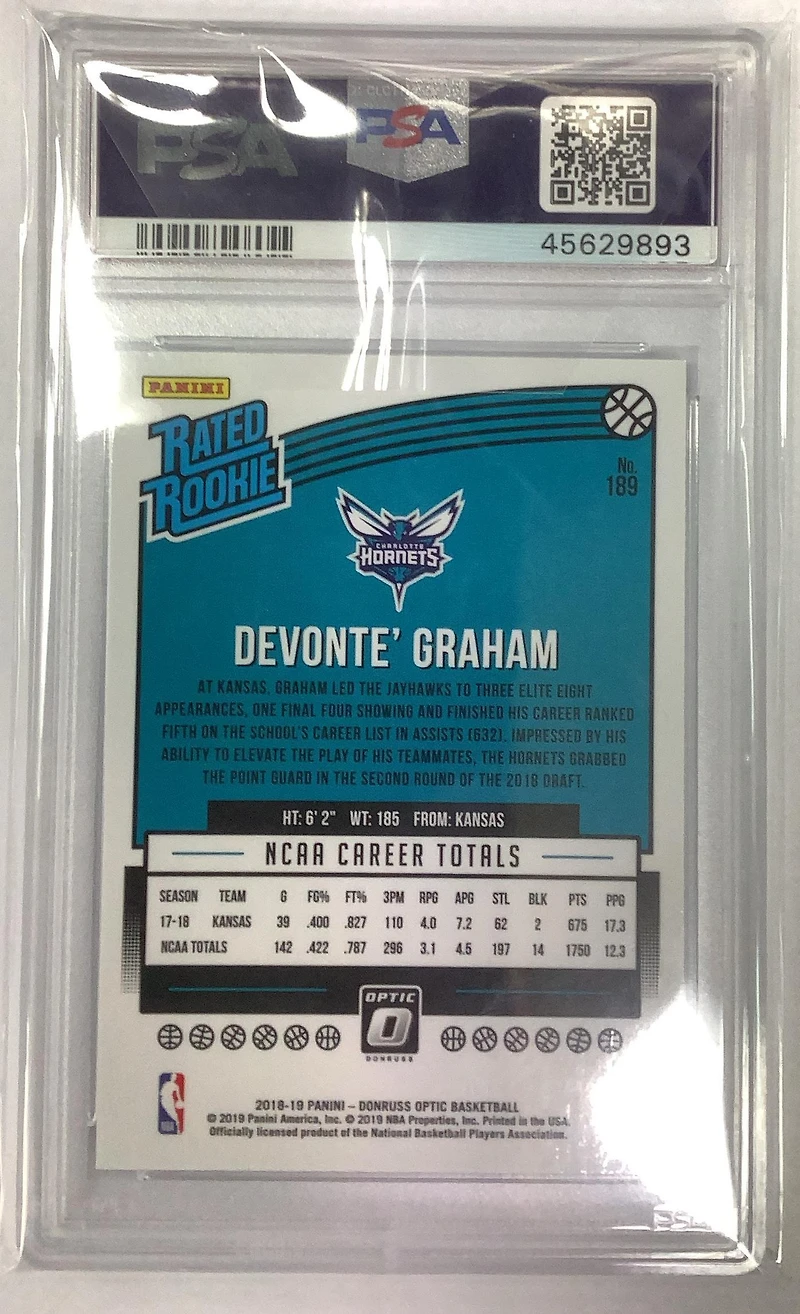 PSA
PSA
45629893
PANINI
RATED
ROOKIE
No.
189
CHARLOTTE
HORNETS
DEVONTE' GRAHAM
AT KANSAS, GRAHAM LED THE JAYHAWKS TO THREE ELITE EIGHT
APPEARANCES, ONE FINAL FOUR SHOWING AND FINISHED HIS CAREER RANKED
FIFTH ON THE SCHOOL'S CAREER LIST IN ASSISTS (632). IMPRESSED BY HIS
ABILITY TO ELEVATE THE PLAY OF HIS TEAMMATES, THE HORNETS GRABBED
THE POINT GUARD IN THE SECOND ROUND OF THE 2018 DRAFT.
HT: 6' 2" WT: 185 FROM: KANSAS
NCAA CAREER TOTALS
SEASON TEAM G FG% FT% 3PM RPG APG STL BLK PTS PPG
17-18 KANSAS 39 .400 .827 110 4.0 7.2 62 2 675 17.3
NCAA TOTALS 142 .422 .787 296 3.1 4.5 197 14 1750 12.3
OPTIC
O
DONRUSS
NBA
2018-19 PANINI – DONRUSS OPTIC BASKETBALL
© 2019 Panini America, Inc. © 2019 NBA Properties, Inc. Printed in the USA.
Officially licensed product of the National Basketball Players Association.
PSA